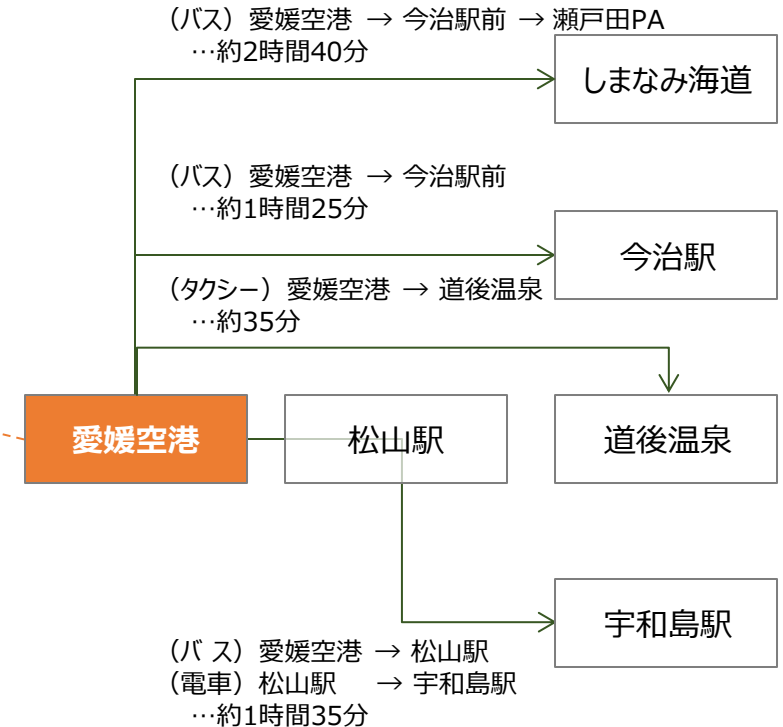 （バス）愛媛空港 → 今治駅前 → 瀬戸田PA
…約2時間40分
しまなみ海道
（バス）愛媛空港 → 今治駅前
…約1時間25分
今治駅
（タクシー）愛媛空港 → 道後温泉
…約35分
愛媛空港
松山駅
道後温泉
宇和島駅
（バ ス）愛媛空港 → 松山駅
（電車）松山駅 → 宇和島駅
…約1時間35分